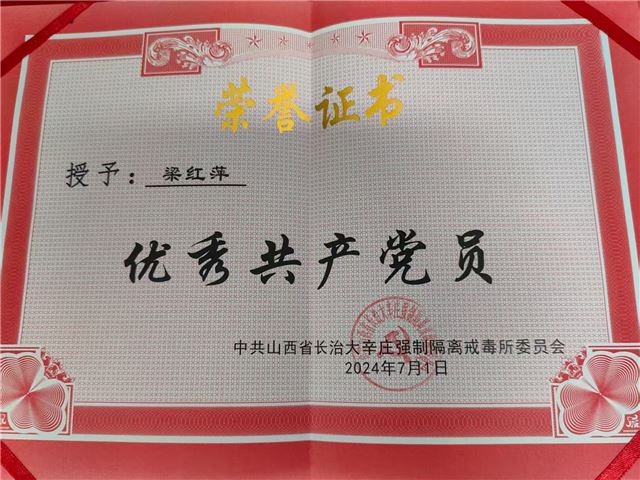 荣誉证书
授予：梁红萍
优秀共产党员
中共山西省长治大辛庄强制隔离戒毒所委员会
2024年7月1日